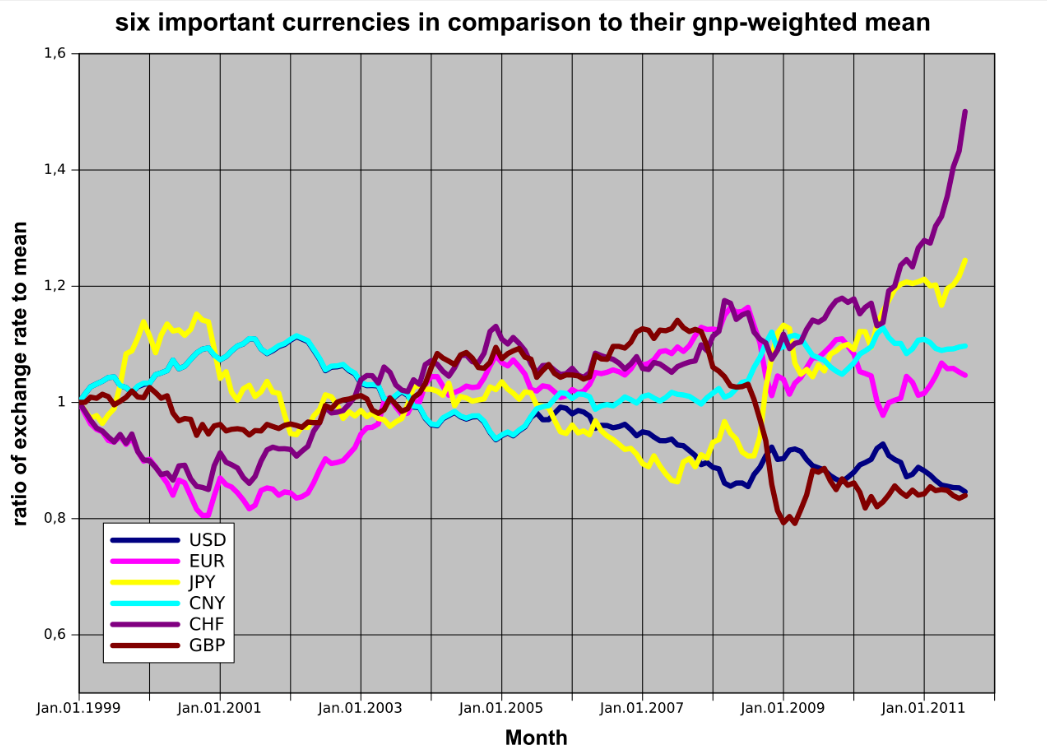 six important currencies in comparison to their gnp-weighted mean
1,6
1,4
1,2
1
0,8
0,6
ratio of exchange rate to mean
USD
EUR
JPY
CNY
CHF
GBP
Jan.01.1999 Jan.01.2001 Jan.01.2003 Jan.01.2005 Jan.01.2007 Jan.01.2009 Jan.01.2011
Month